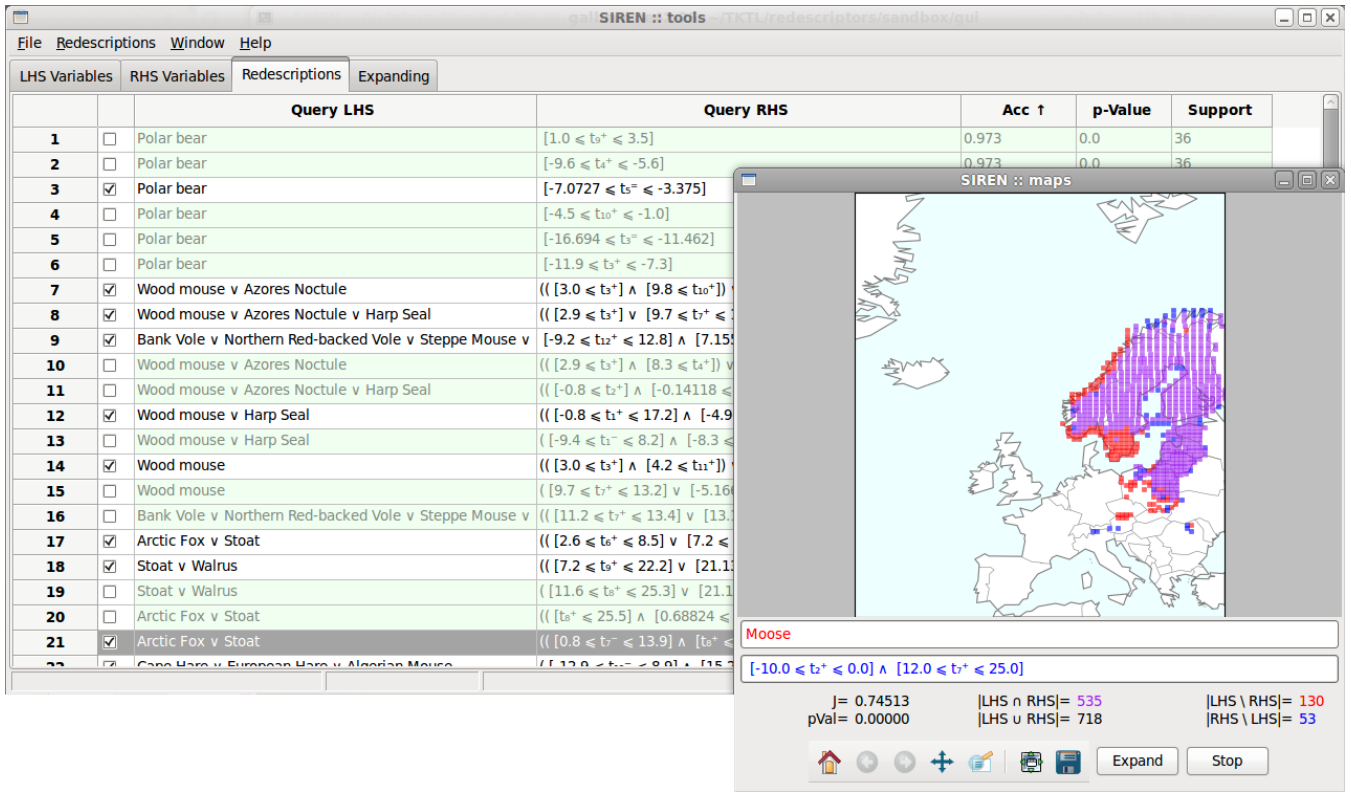 SIREN :: tools
File Redescriptions Window Help
LHS Variables RHS Variables Redescriptions Expanding
Query LHS Query RHS Acc ↑ p-Value Support
1 Polar bear [1.0 ⩽ t₉⁺ ⩽ 3.5] 0.973 0.0 36
2 Polar bear [-9.6 ⩽ t₄⁺ ⩽ -5.6] 0.973 0.0 36
3 Polar bear [-7.0727 ⩽ t₅⁼ ⩽ -3.375]
4 Polar bear [-4.5 ⩽ t₁₀⁺ ⩽ -1.0]
5 Polar bear [-16.694 ⩽ t₃⁼ ⩽ -11.462]
6 Polar bear [-11.9 ⩽ t₃⁺ ⩽ -7.3]
7 Wood mouse ∨ Azores Noctule (( [3.0 ⩽ t₃⁺] ∧ [9.8 ⩽ t₁₀⁺]) ∨
8 Wood mouse ∨ Azores Noctule ∨ Harp Seal (( [2.9 ⩽ t₃⁺] ∨ [9.7 ⩽ t₇⁺ ⩽
9 Bank Vole ∨ Northern Red-backed Vole ∨ Steppe Mouse ∨ [-9.2 ⩽ t₁₂⁺ ⩽ 12.8] ∧ [7.15
10 Wood mouse ∨ Azores Noctule (( [2.9 ⩽ t₃⁺] ∧ [8.3 ⩽ t₄⁺]) ∨
11 Wood mouse ∨ Azores Noctule ∨ Harp Seal (( [-0.8 ⩽ t₂⁺] ∧ [-0.14118 ⩽
12 Wood mouse ∨ Harp Seal (( [-0.8 ⩽ t₁⁺ ⩽ 17.2] ∧ [-4.9
13 Wood mouse ∨ Harp Seal ( [-9.4 ⩽ t₁⁻ ⩽ 8.2] ∧ [-8.3 ⩽
14 Wood mouse (( [3.0 ⩽ t₃⁺] ∧ [4.2 ⩽ t₁₁⁺])
15 Wood mouse ( [9.7 ⩽ t₇⁺ ⩽ 13.2] ∨ [-5.16
16 Bank Vole ∨ Northern Red-backed Vole ∨ Steppe Mouse ∨ (( [11.2 ⩽ t₇⁺ ⩽ 13.4] ∨ [13.
17 Arctic Fox ∨ Stoat (( [2.6 ⩽ t₆⁺ ⩽ 8.5] ∨ [7.2 ⩽
18 Stoat ∨ Walrus (( [7.2 ⩽ t₉⁺ ⩽ 22.2] ∨ [21.1
19 Stoat ∨ Walrus ( [11.6 ⩽ t₈⁺ ⩽ 25.3] ∨ [21.1
20 Arctic Fox ∨ Stoat (( [t₈⁺ ⩽ 25.5] ∧ [0.68824 ⩽
21 Arctic Fox ∨ Stoat (( [0.8 ⩽ t₇⁻ ⩽ 13.9] ∧ [t₈⁺ ⩽
22 Cape Hare ∨ European Hare ∨ Algerian Mouse
SIREN :: maps
Moose
[-10.0 ⩽ t₂⁺ ⩽ 0.0] ∧ [12.0 ⩽ t₇⁺ ⩽ 25.0]
J= 0.74513 |LHS ∩ RHS|= 535 |LHS \ RHS|= 130
pVal= 0.00000 |LHS ∪ RHS|= 718 |RHS \ LHS|= 53
Expand Stop